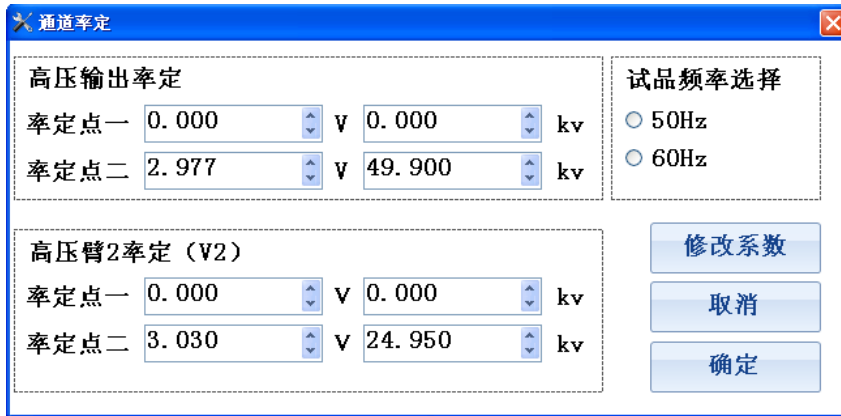 通道率定
高压输出率定
率定点一 0.000 V 0.000 kv
率定点二 2.977 V 49.900 kv
试品频率选择
50Hz
60Hz
高压臂2率定（V2）
率定点一 0.000 V 0.000 kv
率定点二 3.030 V 24.950 kv
修改系数
取消
确定